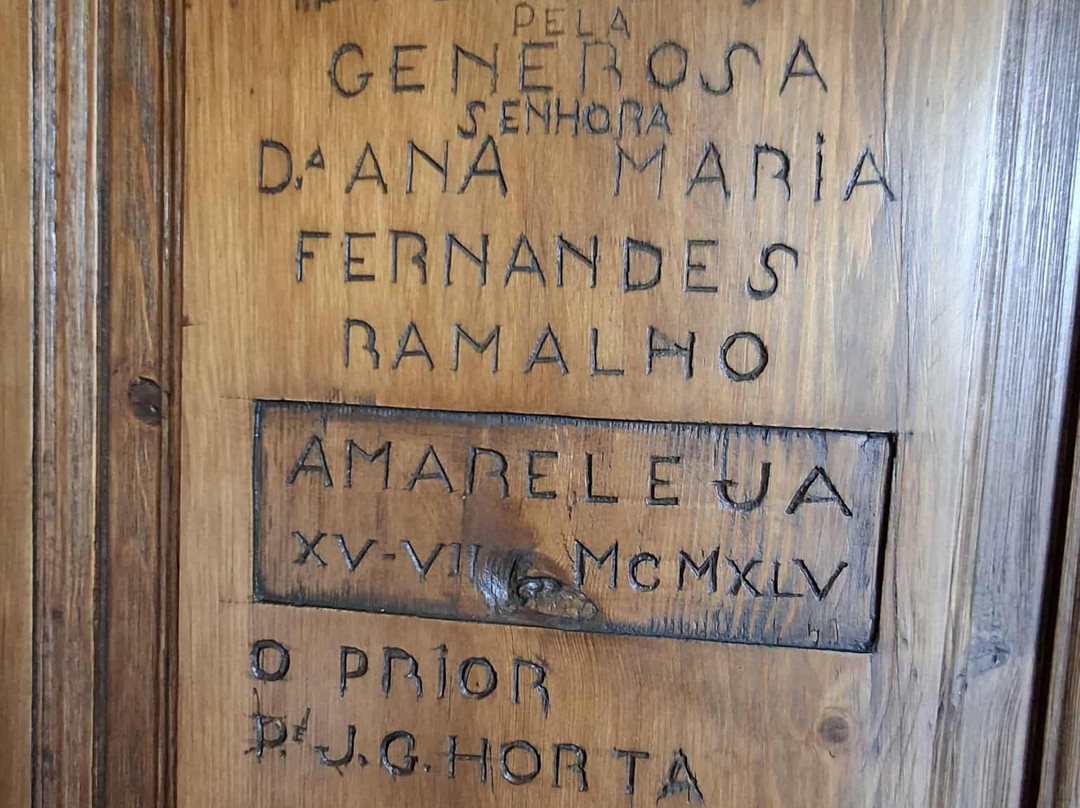 PELA
GENEROSA
SENHORA
D.ª ANA MARIA
FERNANDES
RAMALHO
AMARELEJA
XV-VII MCMXLV
O PRIOR
P.e J.G.HORTA